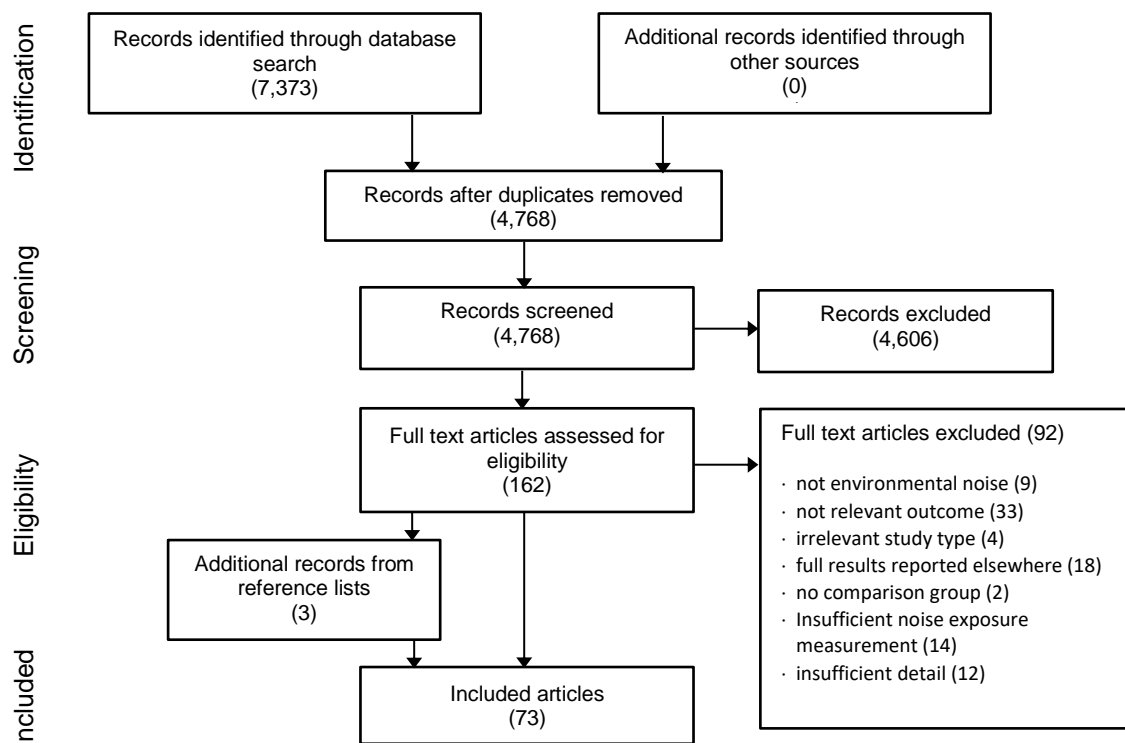 Identification
Records identified through database
search
(7,373)
Additional records identified through
other sources
(0)
Records after duplicates removed
(4,768)
Screening
Records screened
(4,768)
Records excluded
(4,606)
Eligibility
Full text articles assessed for
eligibility
(162)
Full text articles excluded (92)
· not environmental noise (9)
· not relevant outcome (33)
· irrelevant study type (4)
· full results reported elsewhere (18)
· no comparison group (2)
· Insufficient noise exposure
measurement (14)
· insufficient detail (12)
Additional records from
reference lists
(3)
ncluded
Included articles
(73)